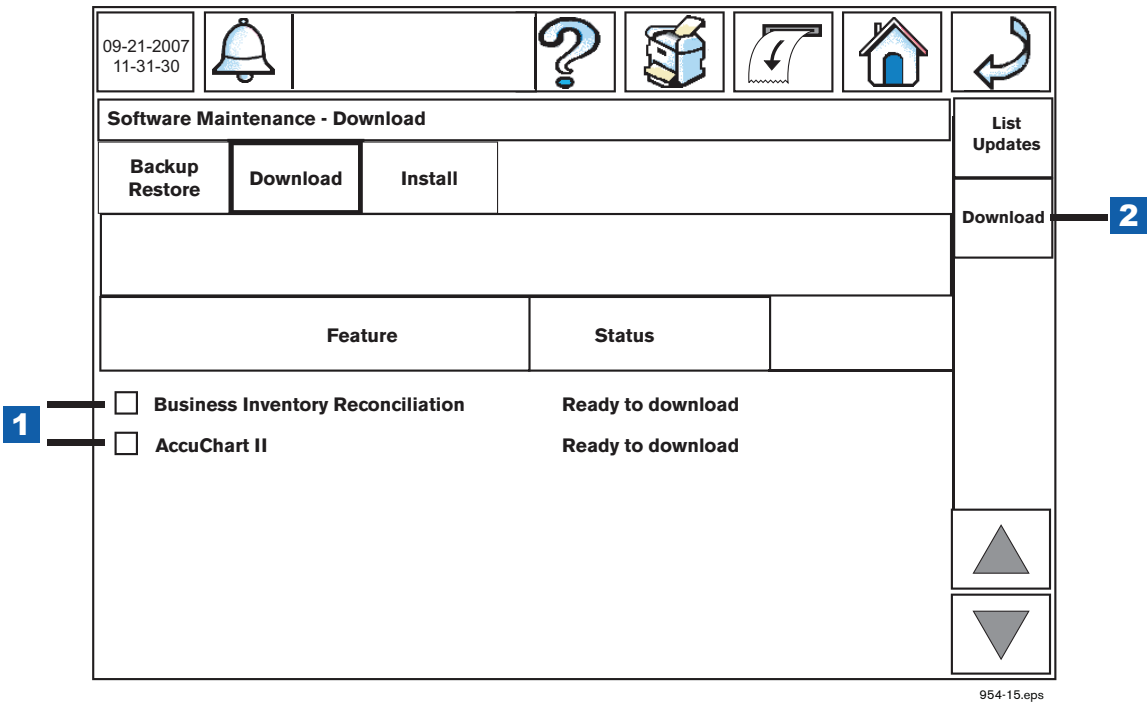 09-21-2007
11-31-30
Software Maintenance - Download
List
Updates
Backup
Restore
Download
Install
Download
2
Feature
Status
1
Business Inventory Reconciliation
Ready to download
AccuChart II
Ready to download
954-15.eps